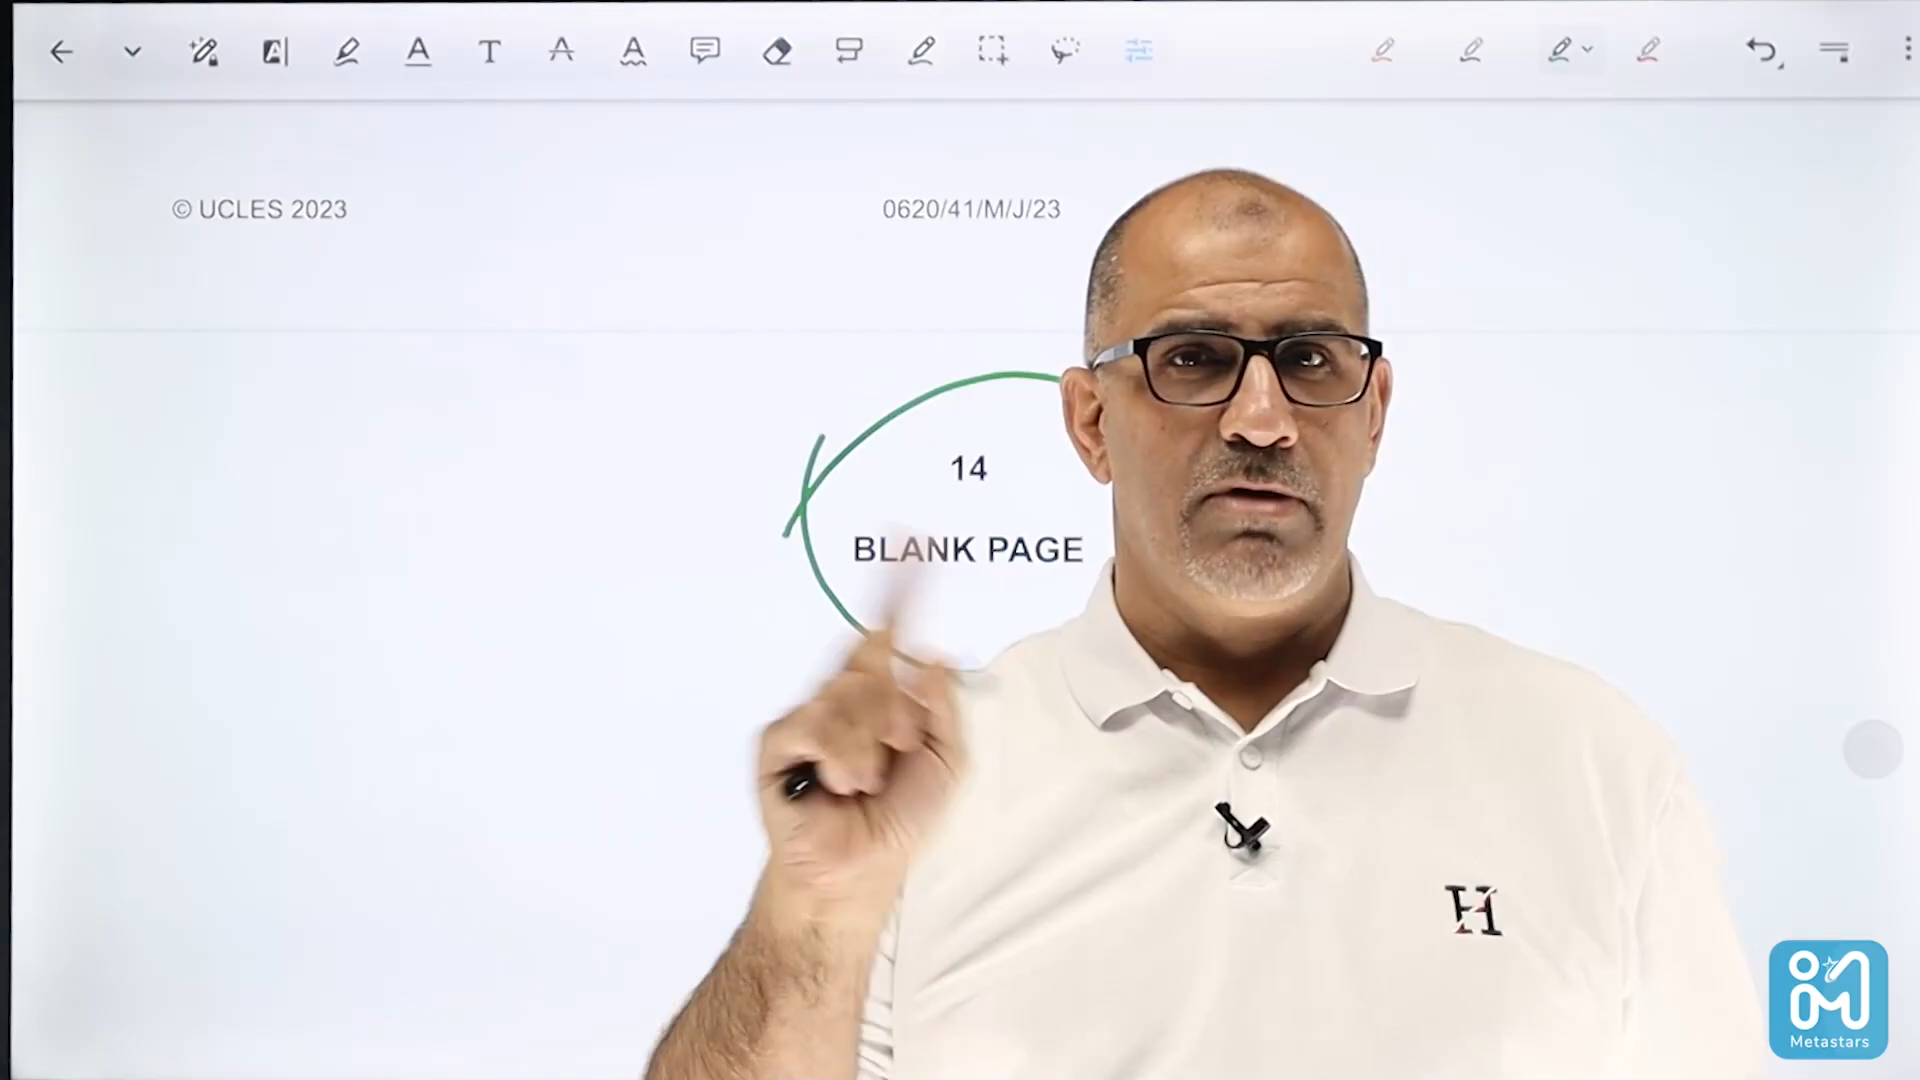 © UCLES 2023
0620/41/M/J/23
14
BLANK PAGE
H
Metastars